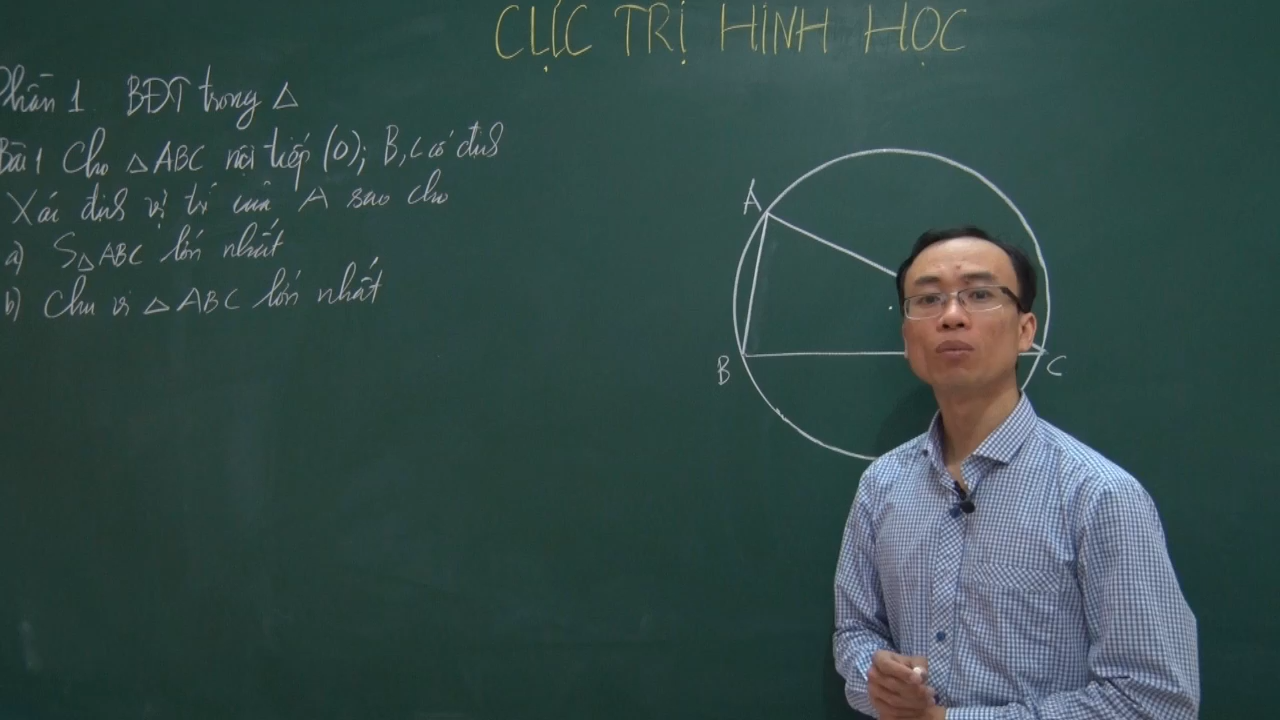 CỰC TRỊ HÌNH HỌC
Phần 1 BĐT trong △
Bài 1 Cho △ABC nội tiếp (O); B, C cố định
Xác định vị trí của A sao cho
a) S△ABC lớn nhất
b) Chu vi △ABC lớn nhất
A
B
C